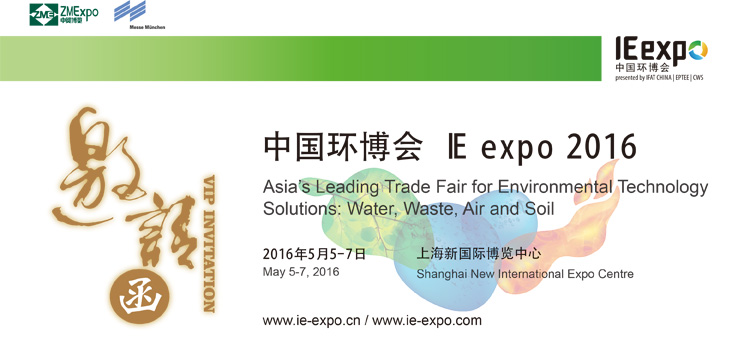 ZME ZMExpo
中贸博览
Messe München
IE expo
中国环博会
presented by IFAT CHINA | EPTEE | CWS
邀請函
VIP INVITATION
中国环博会 IE expo 2016
Asia's Leading Trade Fair for Environmental Technology
Solutions: Water, Waste, Air and Soil
2016年5月5-7日 上海新国际博览中心
May 5-7, 2016 Shanghai New International Expo Centre
www.ie-expo.cn / www.ie-expo.com